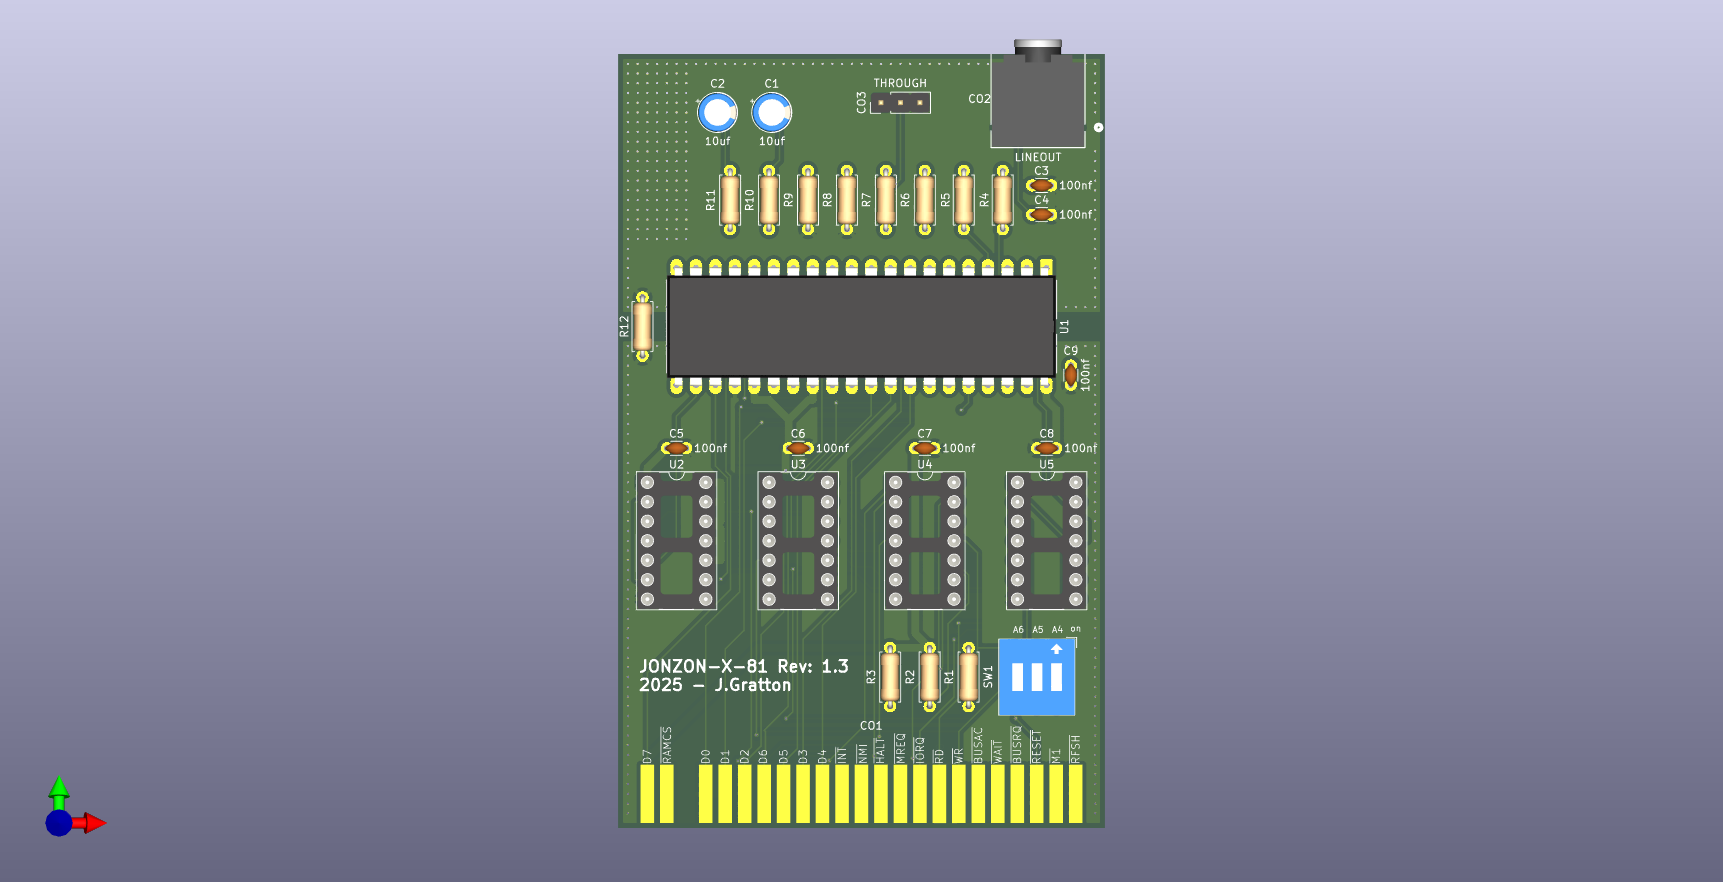 C2 C1 THROUGH
CO3 CO2
10uf 10uf
LINEOUT
C3
100nf
C4
100nf
R11 R10 R9 R8 R7 R6 R5 R4
R12
U1
C9
100nf
C5 C6 C7 C8
100nf 100nf 100nf 100nf
U2 U3 U4 U5
A6 A5 A4 on
JONZON-X-81 Rev: 1.3
2025 - J.Gratton
R3 R2 R1 SW1
CO1
D7 RAMCS D0 D1 D2 D6 D5 D3 D4 INT NMI HALT MREQ IORQ RD WR BUSAC WAIT BUSRQ RESET M1 RFSH